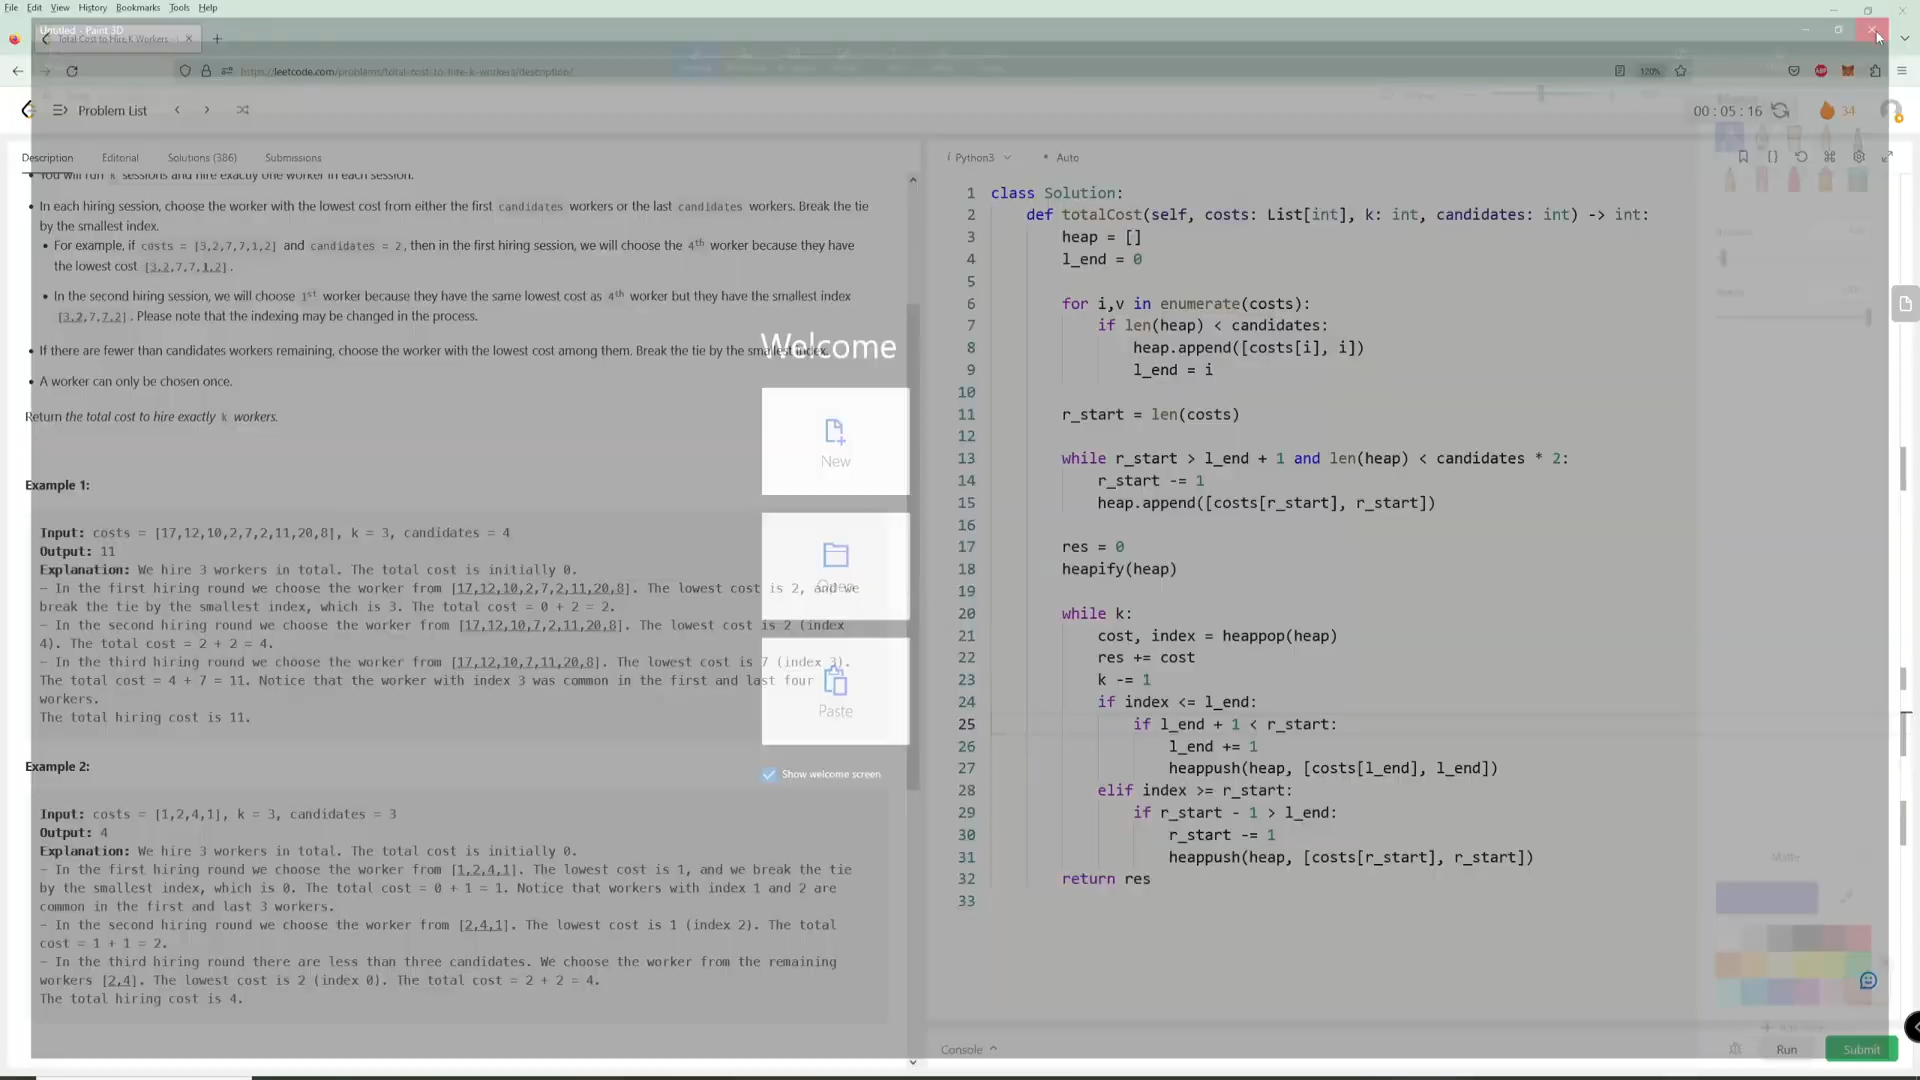 File Edit View History Bookmarks Tools Help
Untitled - Paint 3D
Total Cost to Hire K Workers -
https://leetcode.com/problems/total-cost-to-hire-k-workers/description/
120%
Problem List
00 : 05 : 16
34
Description Editorial Solutions (386) Submissions
You will run k sessions and hire exactly one worker in each session.
• In each hiring session, choose the worker with the lowest cost from either the first candidates workers or the last candidates workers. Break the tie
by the smallest index.
• For example, if costs = [3,2,7,7,1,2] and candidates = 2, then in the first hiring session, we will choose the 4th worker because they have
the lowest cost [3,2,7,7,1,2].
• In the second hiring session, we will choose 1st worker because they have the same lowest cost as 4th worker but they have the smallest index
[3,2,7,7,2]. Please note that the indexing may be changed in the process.
• If there are fewer than candidates workers remaining, choose the worker with the lowest cost among them. Break the tie by the smallest index.
• A worker can only be chosen once.
Return the total cost to hire exactly k workers.
Example 1:
Input: costs = [17,12,10,2,7,2,11,20,8], k = 3, candidates = 4
Output: 11
Explanation: We hire 3 workers in total. The total cost is initially 0.
- In the first hiring round we choose the worker from [17,12,10,2,7,2,11,20,8]. The lowest cost is 2, and we
break the tie by the smallest index, which is 3. The total cost = 0 + 2 = 2.
- In the second hiring round we choose the worker from [17,12,10,7,2,11,20,8]. The lowest cost is 2 (index
4). The total cost = 2 + 2 = 4.
- In the third hiring round we choose the worker from [17,12,10,7,11,20,8]. The lowest cost is 7 (index 3).
The total cost = 4 + 7 = 11. Notice that the worker with index 3 was common in the first and last four
workers.
The total hiring cost is 11.
Example 2:
Input: costs = [1,2,4,1], k = 3, candidates = 3
Output: 4
Explanation: We hire 3 workers in total. The total cost is initially 0.
- In the first hiring round we choose the worker from [1,2,4,1]. The lowest cost is 1, and we break the tie
by the smallest index, which is 0. The total cost = 0 + 1 = 1. Notice that workers with index 1 and 2 are
common in the first and last 3 workers.
- In the second hiring round we choose the worker from [2,4,1]. The lowest cost is 1 (index 2). The total
cost = 1 + 1 = 2.
- In the third hiring round there are less than three candidates. We choose the worker from the remaining
workers [2,4]. The lowest cost is 2 (index 0). The total cost = 2 + 2 = 4.
The total hiring cost is 4.
Welcome
New
Open
Paste
Show welcome screen
i Python3 • Auto
1 class Solution:
2 def totalCost(self, costs: List[int], k: int, candidates: int) -> int:
3 heap = []
4 l_end = 0
5
6 for i,v in enumerate(costs):
7 if len(heap) < candidates:
8 heap.append([costs[i], i])
9 l_end = i
10
11 r_start = len(costs)
12
13 while r_start > l_end + 1 and len(heap) < candidates * 2:
14 r_start -= 1
15 heap.append([costs[r_start], r_start])
16
17 res = 0
18 heapify(heap)
19
20 while k:
21 cost, index = heappop(heap)
22 res += cost
23 k -= 1
24 if index <= l_end:
25 if l_end + 1 < r_start:
26 l_end += 1
27 heappush(heap, [costs[l_end], l_end])
28 elif index >= r_start:
29 if r_start - 1 > l_end:
30 r_start -= 1
31 heappush(heap, [costs[r_start], r_start])
32 return res
33
Matte
Console
Run
Submit